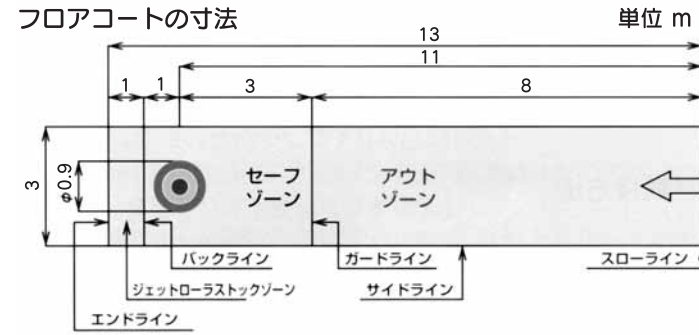 フロアコートの寸法
単位 m
13
11
1
1
3
8
3
φ0.9
セーフ
ゾーン
アウト
ゾーン
バックライン
ガードライン
スローライン
ジェットローラストックゾーン
サイドライン
エンドライン